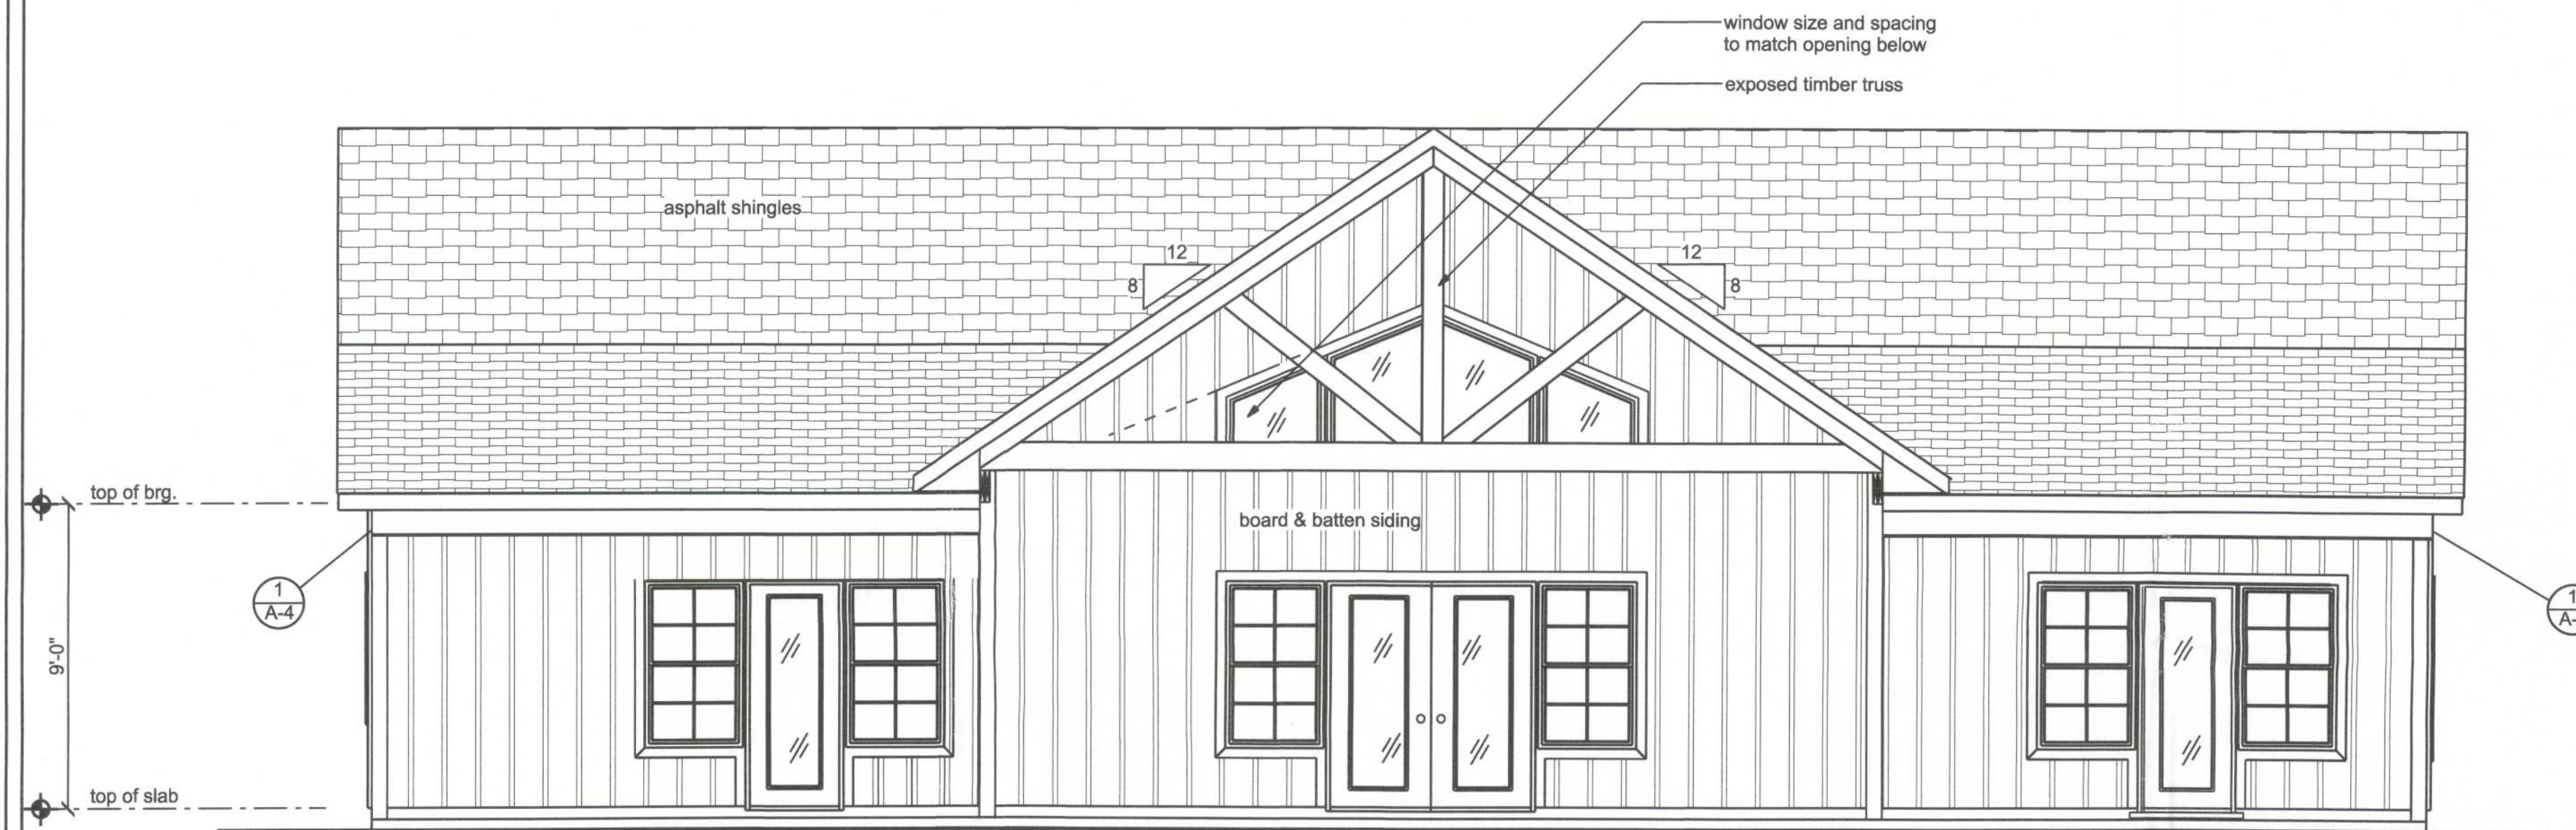 window size and spacing
to match opening below
exposed timber truss
asphalt shingles
12
8
12
8
top of brg.
board & batten siding
1
A-4
1
9'-0"
top of slab